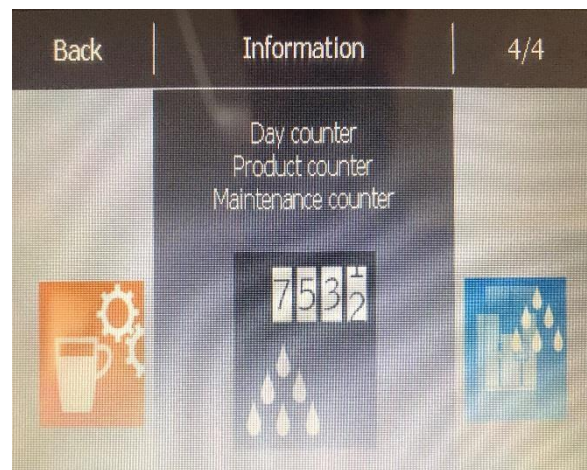 Back Information 4/4
Day counter
Product counter
Maintenance counter
753